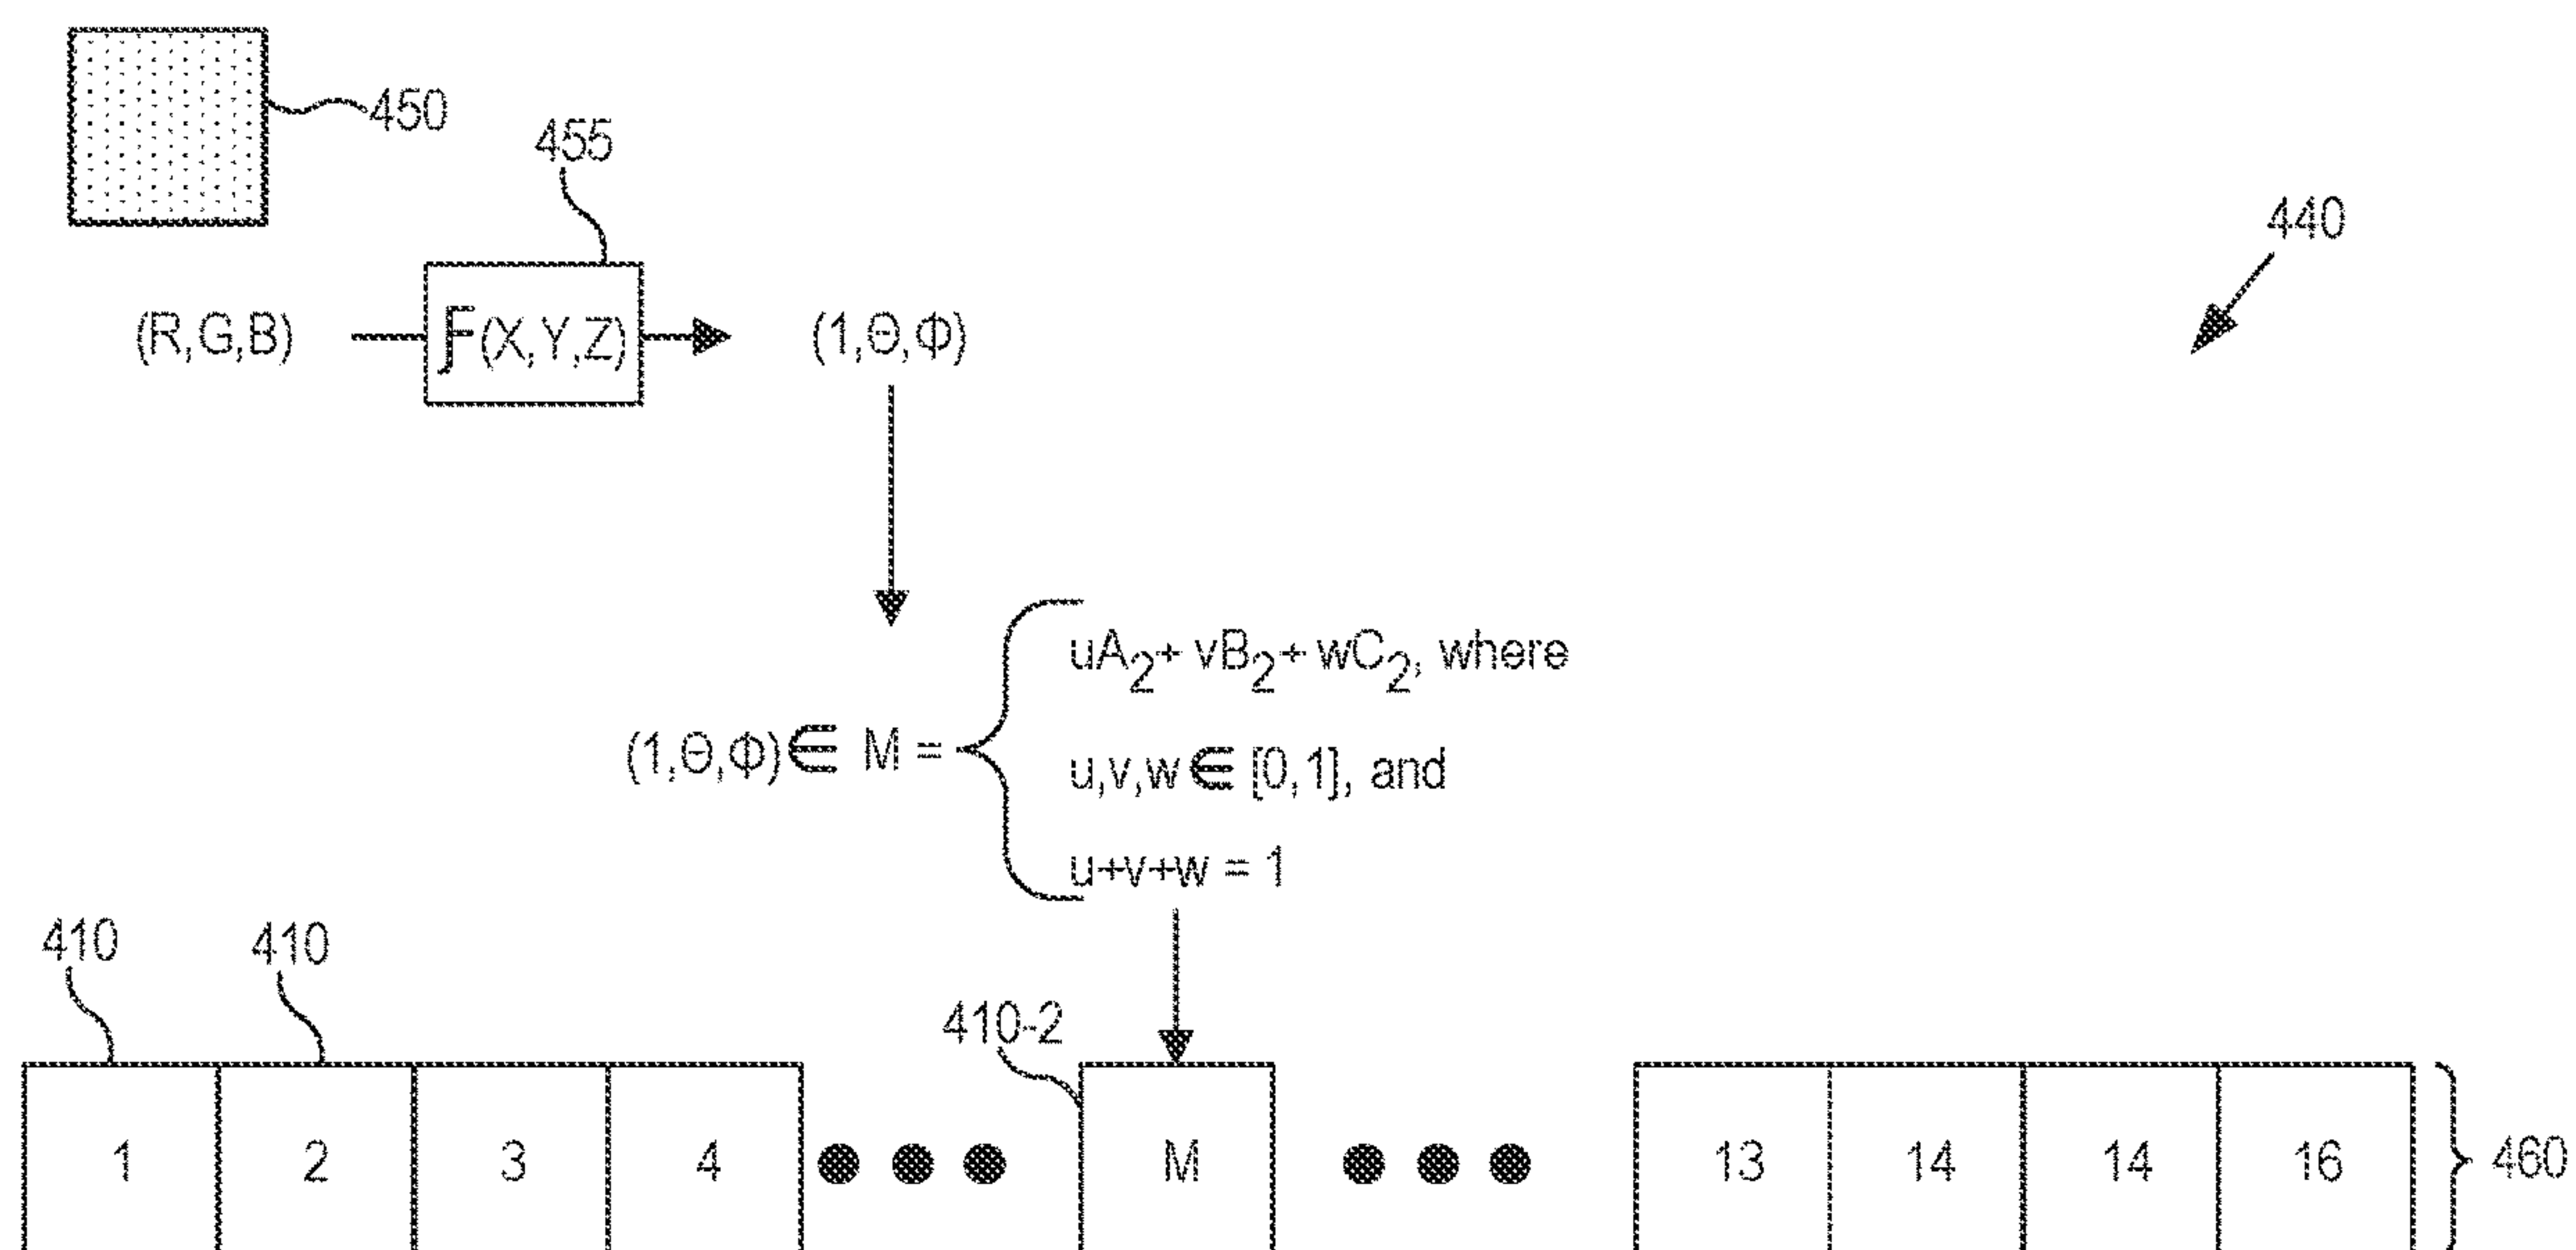 450
455
440
(R,G,B) F(X,Y,Z) (1,Θ,Φ)
uA2+ vB2+ wC2, where
(1,Θ,Φ)∈ M =
u,v,w∈ [0,1], and
u+v+w = 1
410 410
410-2
1 2 3 4 M 13 14 14 16 460